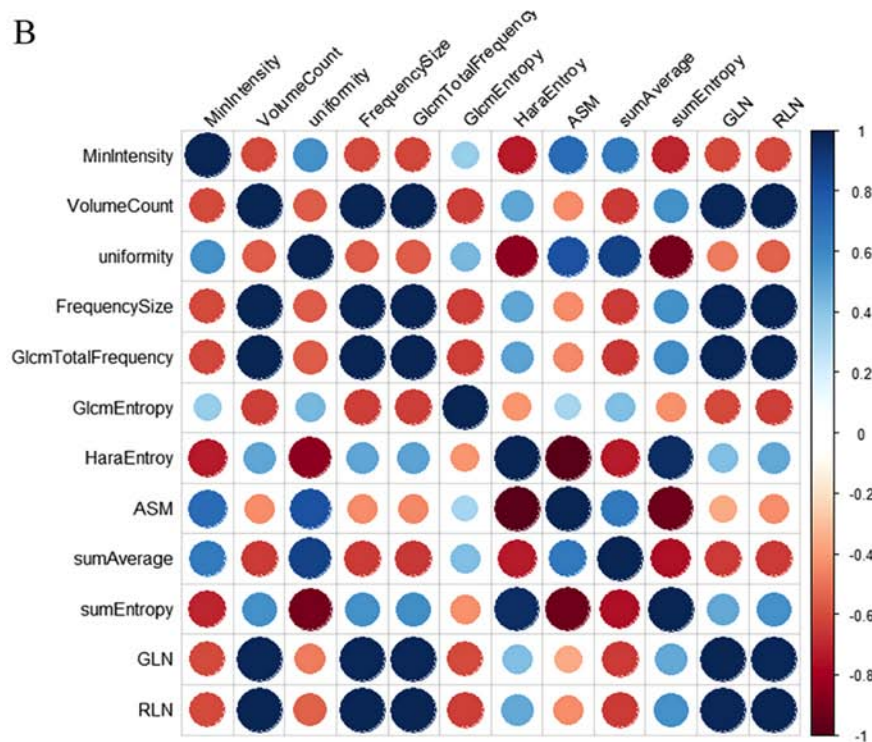 B
MinIntensity
VolumeCount
uniformity
FrequencySize
GlcmTotalFrequency
GlcmEntropy
HaraEntroy
ASM
sumAverage
sumEntropy
GLN
RLN
MinIntensity
VolumeCount
uniformity
FrequencySize
GlcmTotalFrequency
GlcmEntropy
HaraEntroy
ASM
sumAverage
sumEntropy
GLN
RLN
1
0.8
0.6
0.4
0.2
0
-0.2
-0.4
-0.6
-0.8
-1